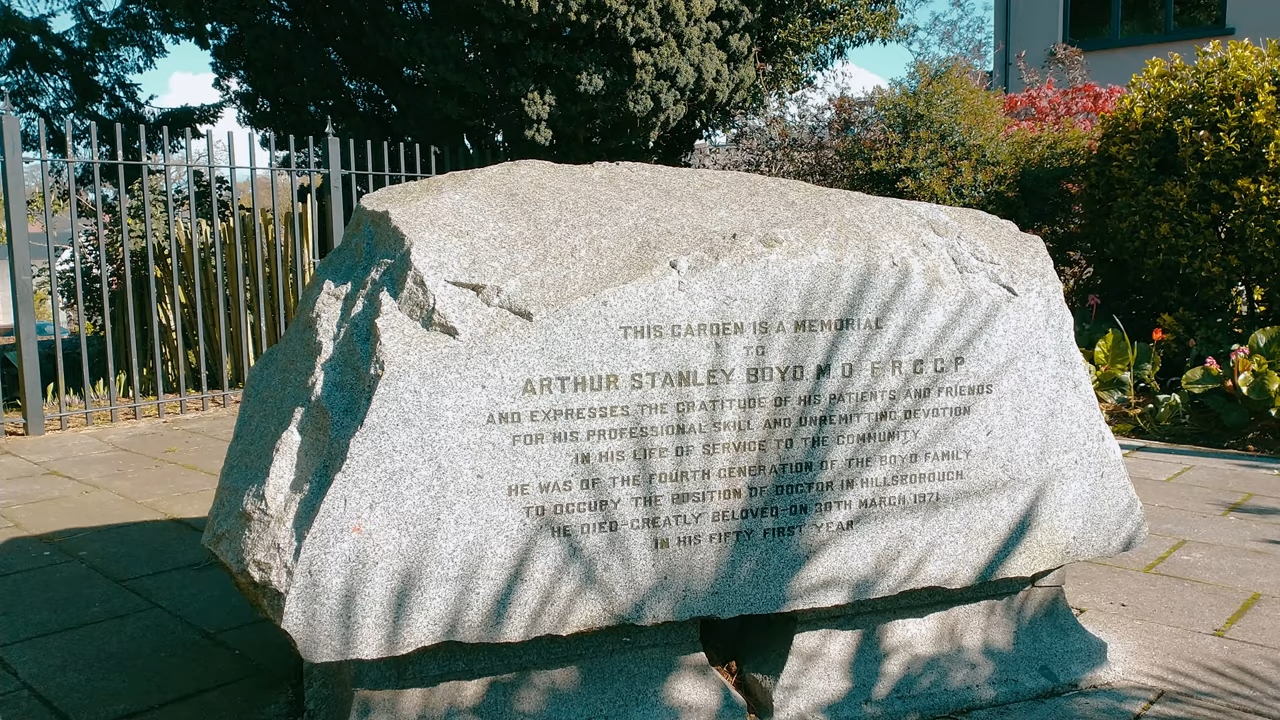 THIS GARDEN IS A MEMORIAL
TO
ARTHUR STANLEY BOYD M D F R C G P
AND EXPRESSES THE GRATITUDE OF HIS PATIENTS AND FRIENDS
FOR HIS PROFESSIONAL SKILL AND UNREMITTING DEVOTION
IN HIS LIFE OF SERVICE TO THE COMMUNITY
HE WAS OF THE FOURTH GENERATION OF THE BOYD FAMILY
TO OCCUPY THE POSITION OF DOCTOR IN HILLSBOROUGH
HE DIED-GREATLY BELOVED-ON 30TH MARCH 1971
IN HIS FIFTY FIRST YEAR